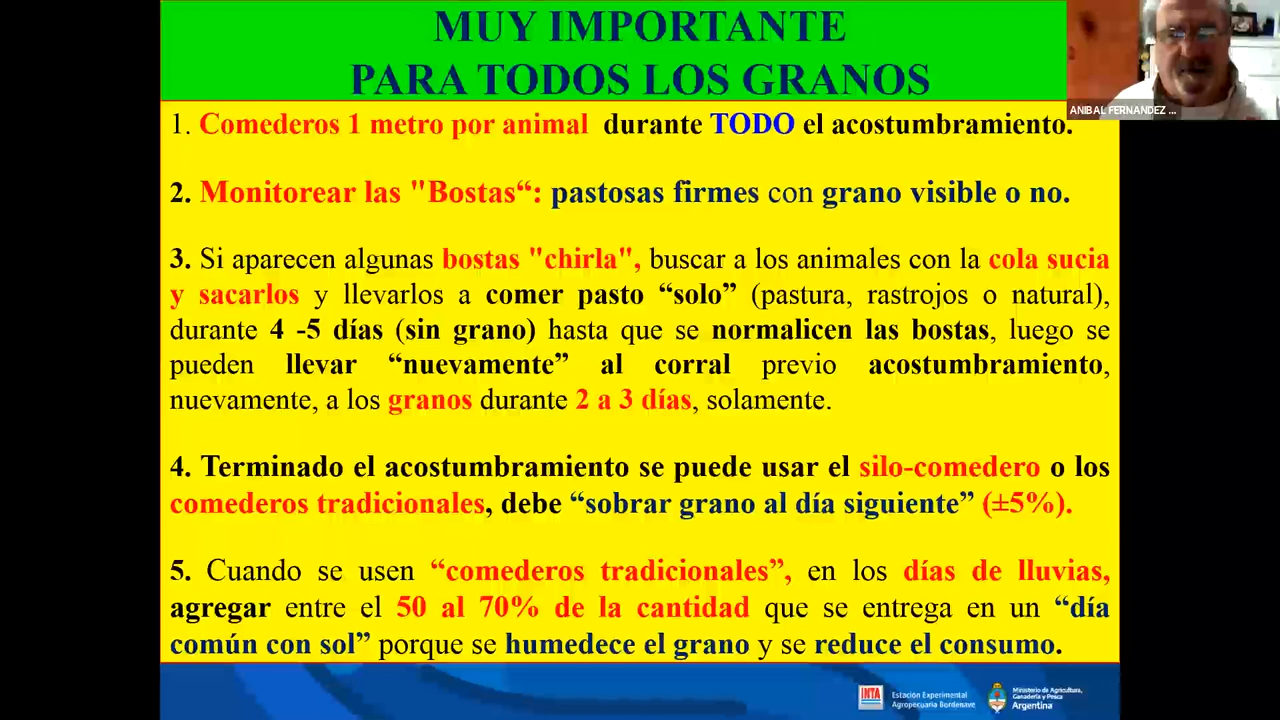 MUY IMPORTANTE
PARA TODOS LOS GRANOS
ANIBAL FERNANDEZ ...
1. Comederos 1 metro por animal durante TODO el acostumbramiento.
2. Monitorear las "Bostas“: pastosas firmes con grano visible o no.
3. Si aparecen algunas bostas "chirla", buscar a los animales con la cola sucia
y sacarlos y llevarlos a comer pasto “solo” (pastura, rastrojos o natural),
durante 4 -5 días (sin grano) hasta que se normalicen las bostas, luego se
pueden llevar “nuevamente” al corral previo acostumbramiento,
nuevamente, a los granos durante 2 a 3 días, solamente.
4. Terminado el acostumbramiento se puede usar el silo-comedero o los
comederos tradicionales, debe “sobrar grano al día siguiente” (±5%).
5. Cuando se usen “comederos tradicionales”, en los días de lluvias,
agregar entre el 50 al 70% de la cantidad que se entrega en un “día
común con sol” porque se humedece el grano y se reduce el consumo.
INTA
Estación Experimental
Agropecuaria Bordenave
Ministerio de Agricultura,
Ganadería y Pesca
Argentina